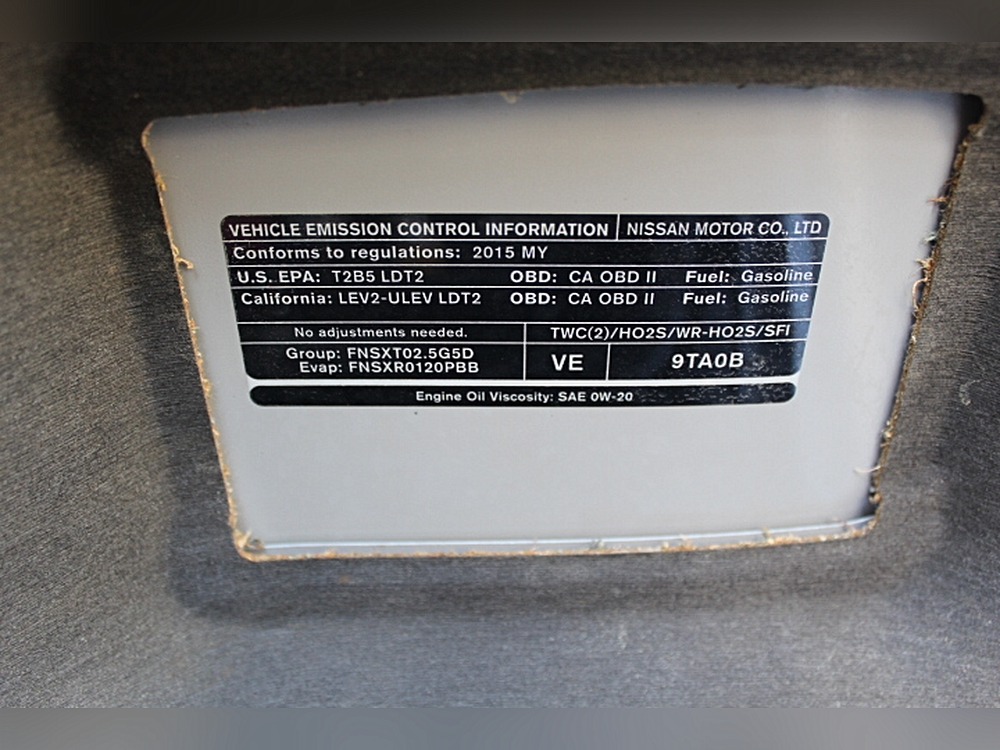 VEHICLE EMISSION CONTROL INFORMATION NISSAN MOTOR CO., LTD
Conforms to regulations: 2015 MY
U.S. EPA: T2B5 LDT2 OBD: CA OBD II Fuel: Gasoline
California: LEV2-ULEV LDT2 OBD: CA OBD II Fuel: Gasoline
No adjustments needed. TWC(2)/HO2S/WR-HO2S/SFI
Group: FNSXT02.5G5D
Evap: FNSXR0120PBB
VE 9TA0B
Engine Oil Viscosity: SAE 0W-20